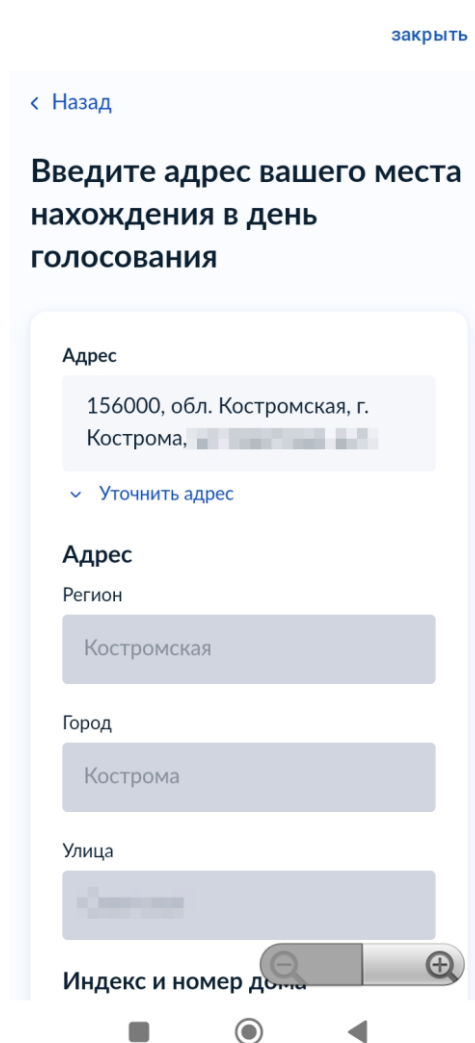 закрыть
Назад
Введите адрес вашего места
нахождения в день
голосования
Адрес
156000, обл. Костромская, г.
Кострома,
Уточнить адрес
Адрес
Регион
Костромская
Город
Кострома
Улица
Индекс и номер дома